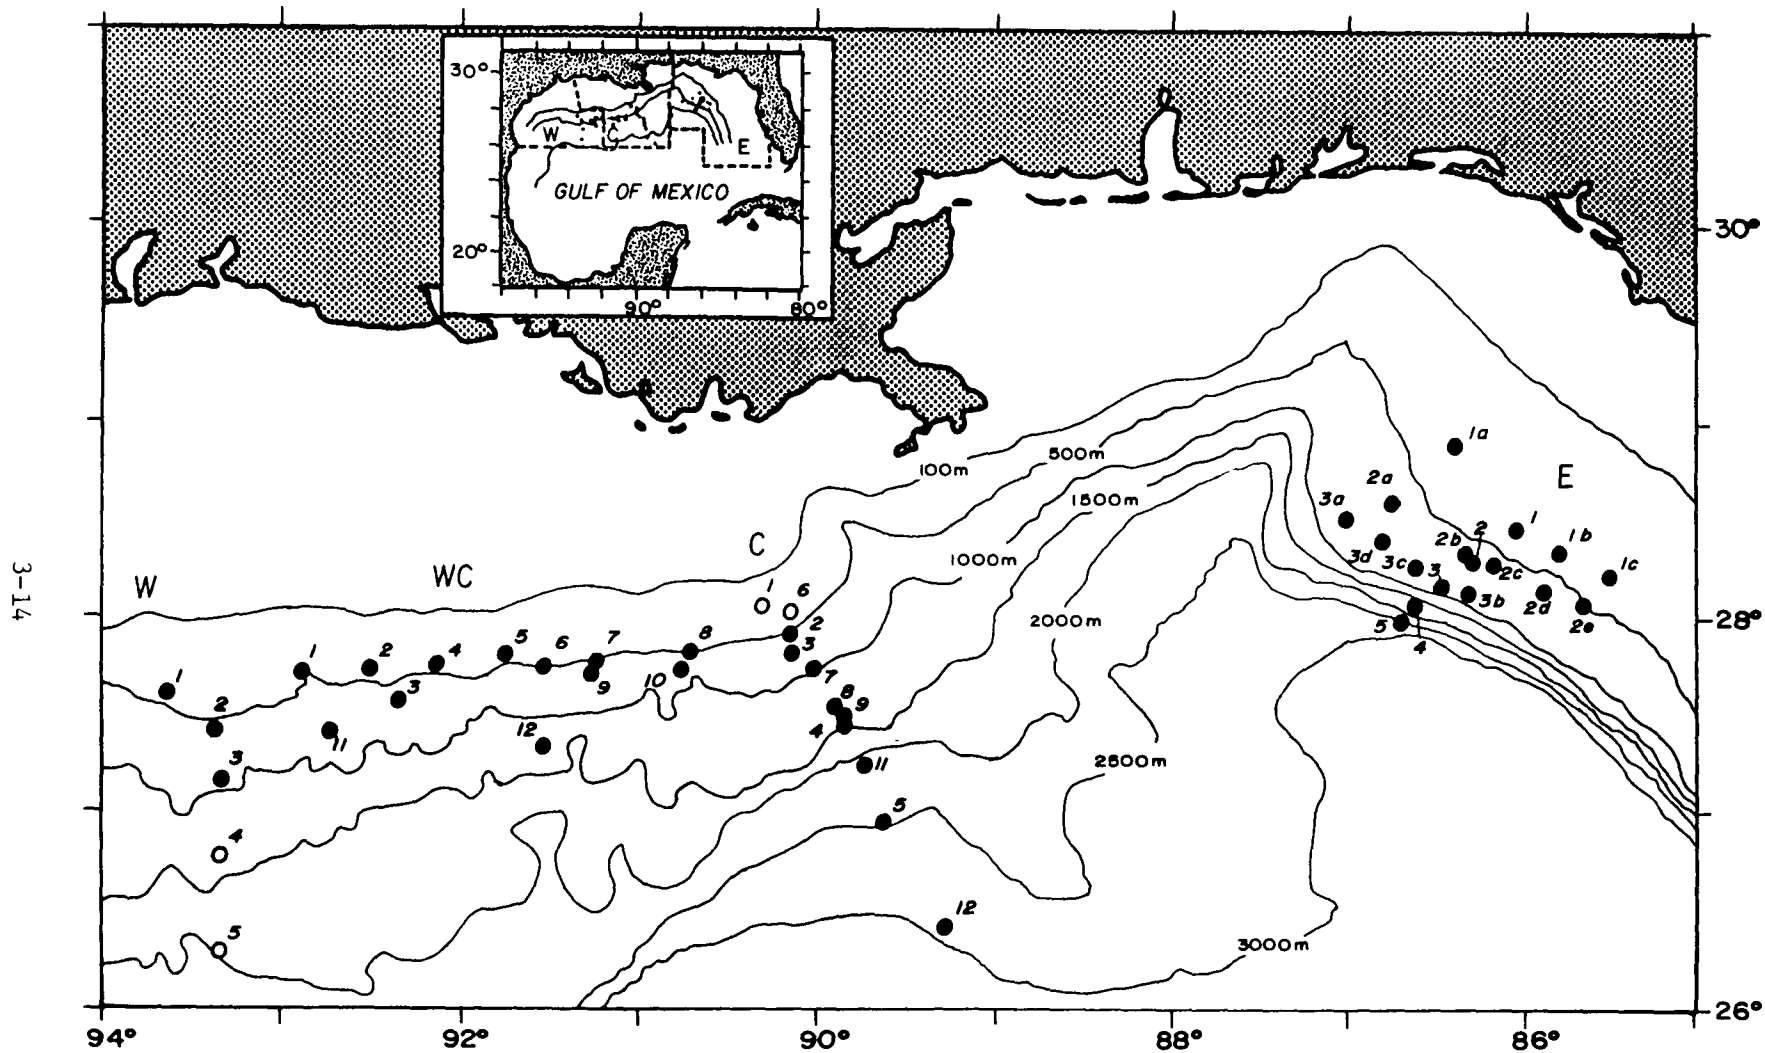 30°
W
C
E
GULF OF MEXICO
20°
90°
80°
30°
100m
500m
1a
E
2a
3a
1500m
1
2
2b
1b
C
1000m
3d
3c
3
2c
1c
W
WC
1
6
3b
2d
2e
2000m
28°
2
5
4
5
6
7
8
3
1
2
4
1
9
10
7
3
2
8
9
11
12
4
3
11
2500m
5
4
12
5
3000m
26°
94°
92°
90°
88°
86°
3-14